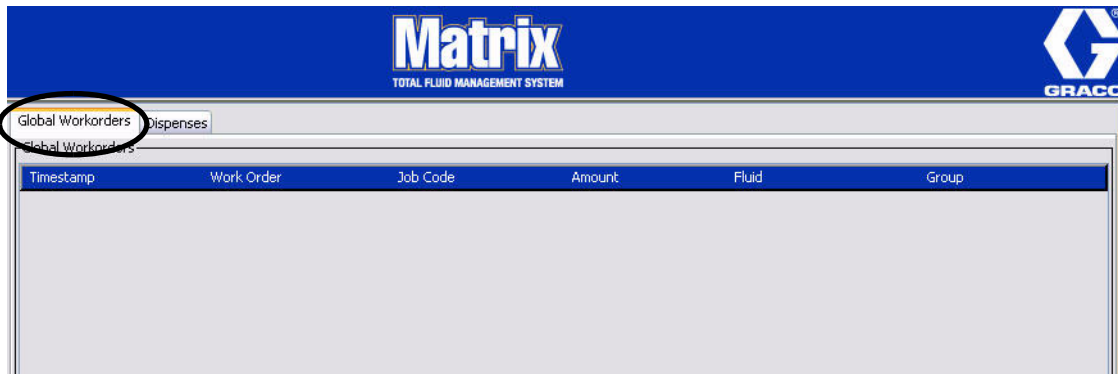 Matrix
TOTAL FLUID MANAGEMENT SYSTEM
®
GRACO
Global Workorders Dispenses
Global Workorders
Timestamp Work Order Job Code Amount Fluid Group